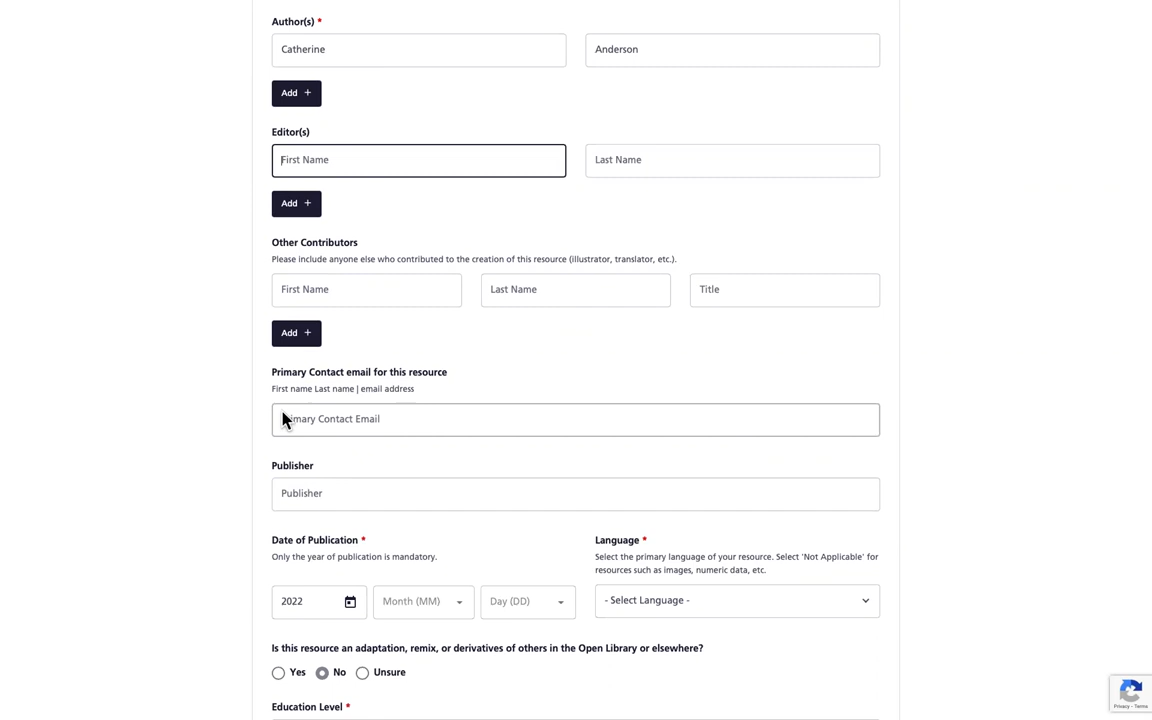 Author(s) *
Catherine
Anderson
Add +
Editor(s)
First Name
Last Name
Add +
Other Contributors
Please include anyone else who contributed to the creation of this resource (illustrator, translator, etc.).
First Name
Last Name
Title
Add +
Primary Contact email for this resource
First name Last name | email address
Primary Contact Email
Publisher
Publisher
Date of Publication *
Only the year of publication is mandatory.
2022
Month (MM)
Day (DD)
Language *
Select the primary language of your resource. Select 'Not Applicable' for
resources such as images, numeric data, etc.
- Select Language -
Is this resource an adaptation, remix, or derivatives of others in the Open Library or elsewhere?
Yes
No
Unsure
Education Level *
Privacy - Terms